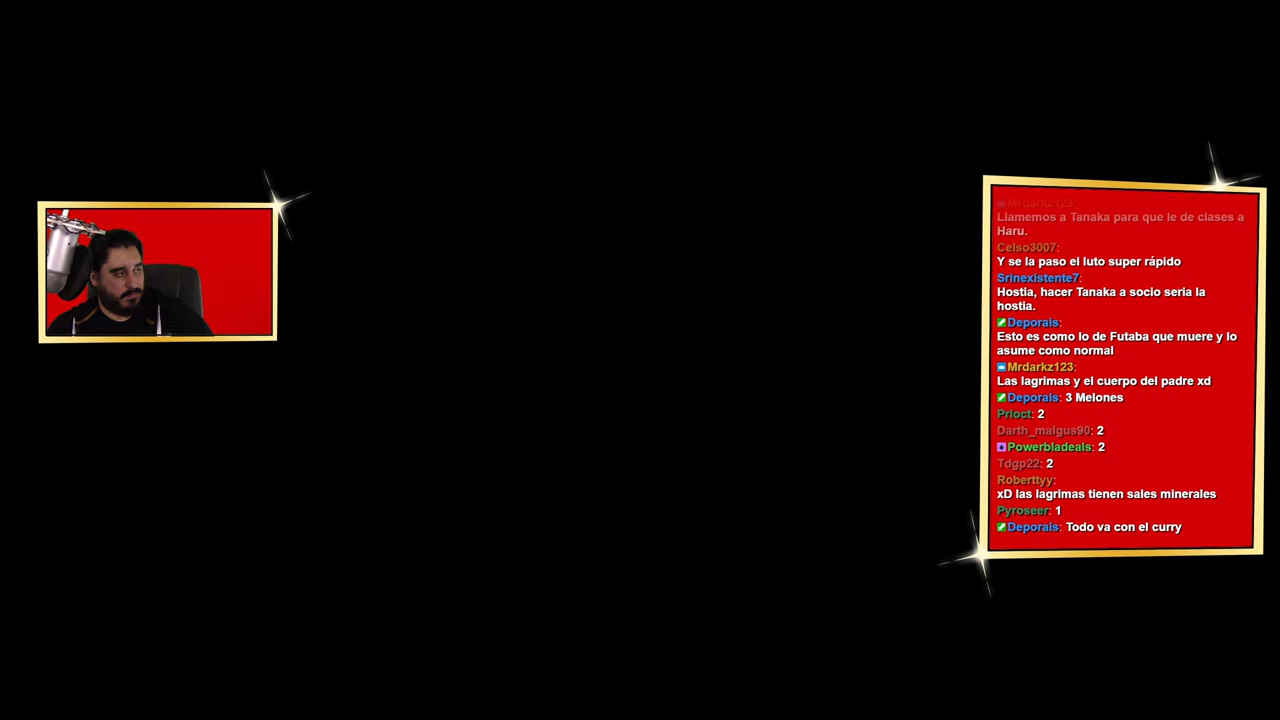 Mrdarkz123:
Llamemos a Tanaka para que le de clases a
Haru.
Celso3007:
Y se la paso el luto super rápido
Srinexistente7:
Hostia, hacer Tanaka a socio seria la
hostia.
Deporais:
Esto es como lo de Futaba que muere y lo
asume como normal
Mrdarkz123:
Las lagrimas y el cuerpo del padre xd
Deporais: 3 Melones
Prioct: 2
Darth_malgus90: 2
Powerbladeals: 2
Tdgp22: 2
Roberttyy:
xD las lagrimas tienen sales minerales
Pyroseer: 1
Deporais: Todo va con el curry